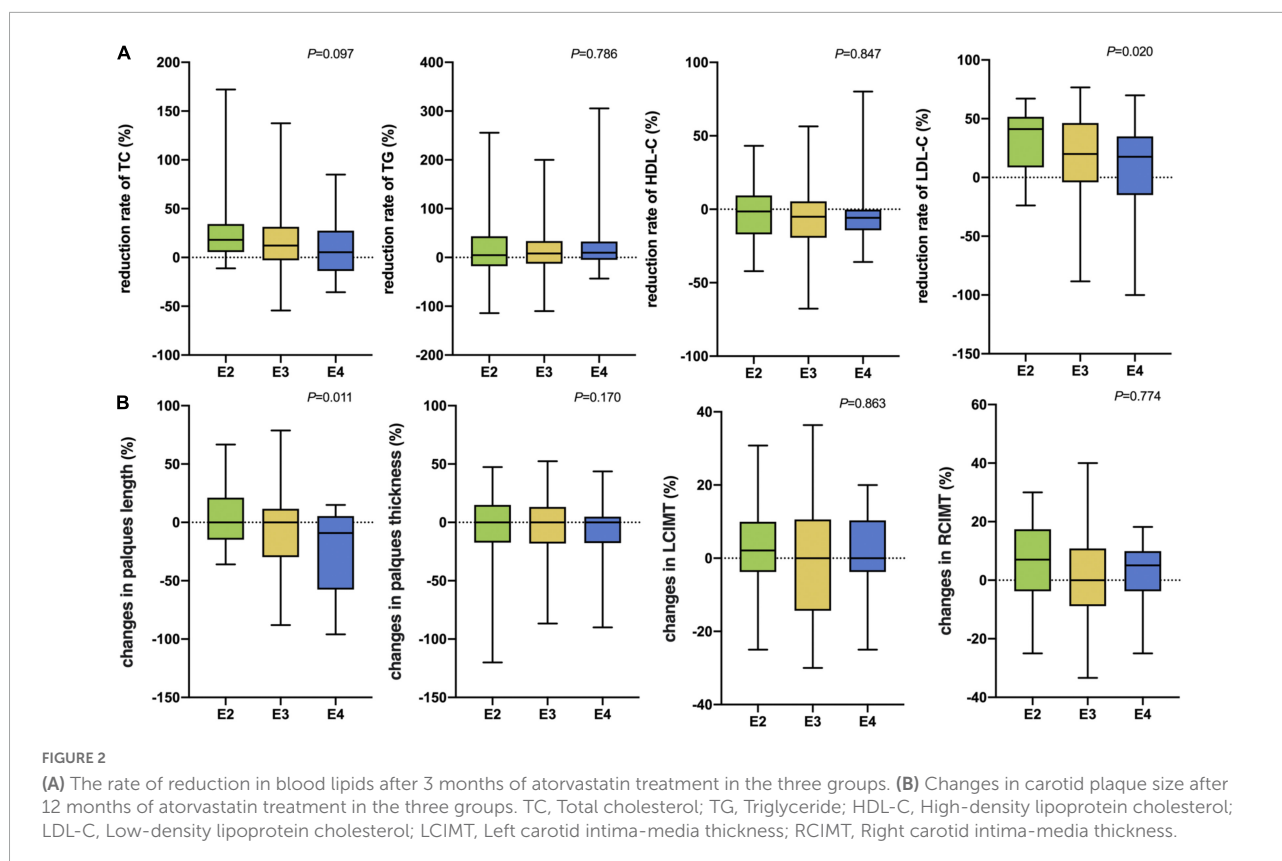 A
P=0.097
reduction rate of TC (%)
200
150
100
50
0
-50
-100
E2 E3 E4
P=0.786
reduction rate of TG (%)
400
300
200
100
0
-100
-200
E2 E3 E4
P=0.847
reduction rate of HDL-C (%)
100
50
0
-50
-100
E2 E3 E4
P=0.020
reduction rate of LDL-C (%)
100
50
0
-50
-100
-150
E2 E3 E4
B
P=0.011
changes in palques length (%)
100
50
0
-50
-100
-150
E2 E3 E4
P=0.170
changes in palques thickness (%)
100
50
0
-50
-100
-150
E2 E3 E4
P=0.863
changes in LCIMT (%)
40
20
0
-20
-40
E2 E3 E4
P=0.774
changes in RCIMT (%)
60
40
20
0
-20
-40
E2 E3 E4
FIGURE 2
(A) The rate of reduction in blood lipids after 3 months of atorvastatin treatment in the three groups. (B) Changes in carotid plaque size after
12 months of atorvastatin treatment in the three groups. TC, Total cholesterol; TG, Triglyceride; HDL-C, High-density lipoprotein cholesterol;
LDL-C, Low-density lipoprotein cholesterol; LCIMT, Left carotid intima-media thickness; RCIMT, Right carotid intima-media thickness.